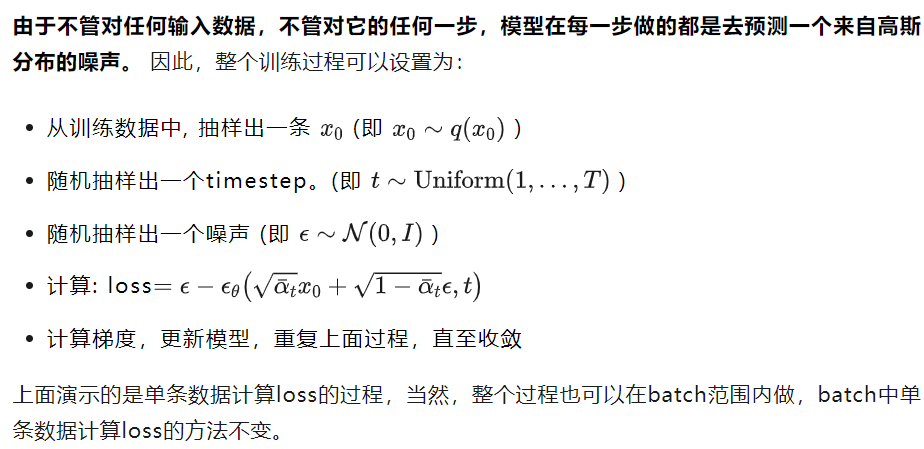 由于不管对任何输入数据，不管对它的任何一步，模型在每一步做的都是去预测一个来自高斯
分布的噪声。 因此，整个训练过程可以设置为：
• 从训练数据中, 抽样出一条 $x_0$ (即 $x_0 \sim q(x_0)$ )
• 随机抽样出一个timestep。(即 $t \sim \mathrm{Uniform}(1, \ldots, T)$ )
• 随机抽样出一个噪声 (即 $\epsilon \sim \mathcal{N}(0, I)$ )
• 计算: loss= $\epsilon - \epsilon_\theta\left(\sqrt{\bar{\alpha}_t} x_0 + \sqrt{1 - \bar{\alpha}_t} \epsilon, t\right)$
• 计算梯度，更新模型，重复上面过程，直至收敛
上面演示的是单条数据计算loss的过程，当然，整个过程也可以在batch范围内做，batch中单
条数据计算loss的方法不变。